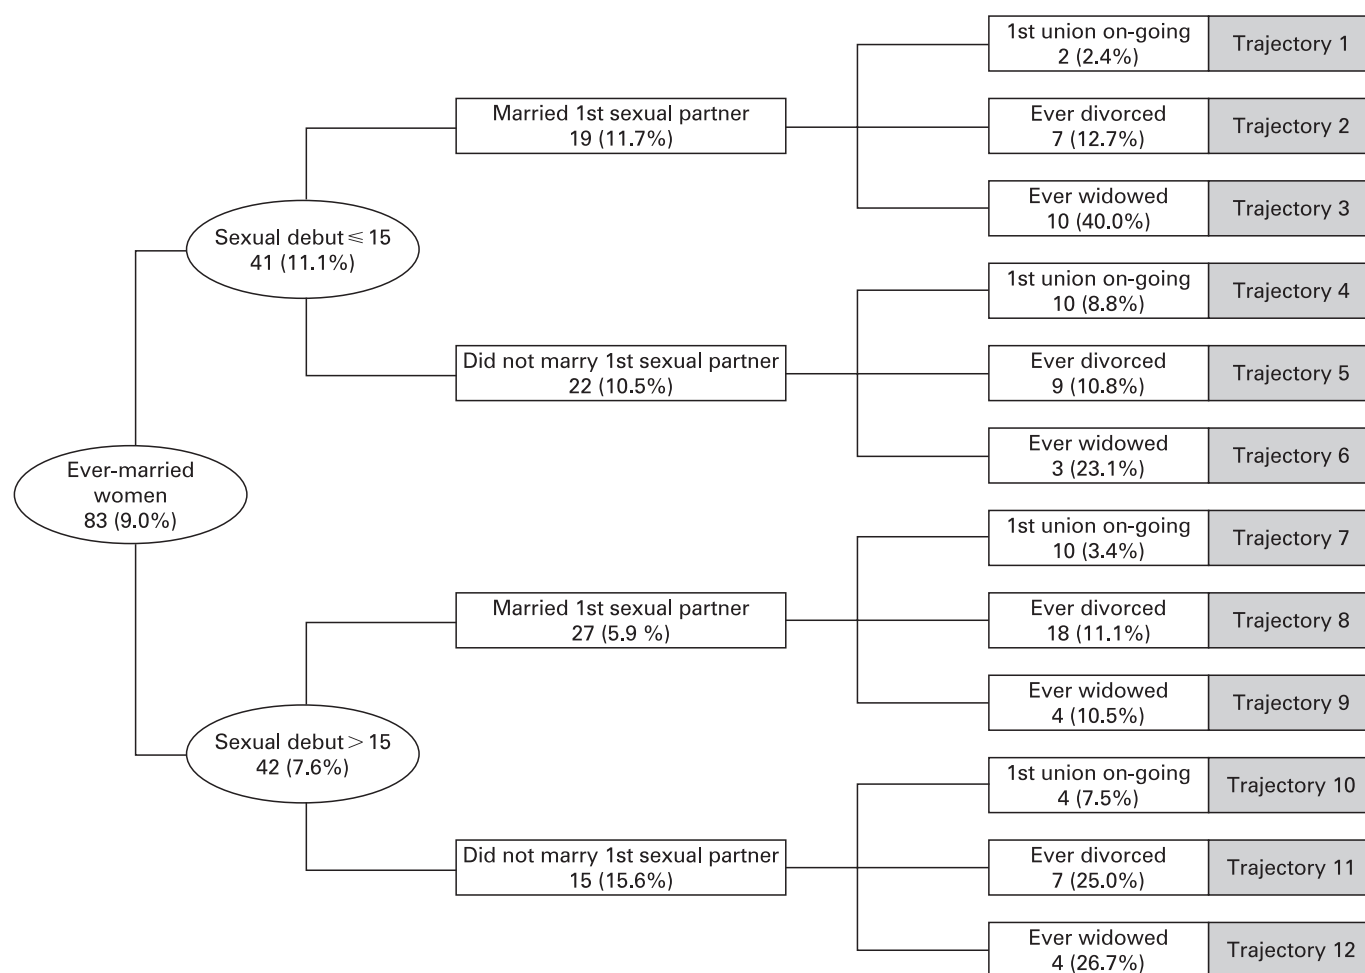 1st union on-going
2 (2.4%)
Trajectory 1
Married 1st sexual partner
19 (11.7%)
Ever divorced
7 (12.7%)
Trajectory 2
Ever widowed
10 (40.0%)
Trajectory 3
Sexual debut ⩽ 15
41 (11.1%)
1st union on-going
10 (8.8%)
Trajectory 4
Did not marry 1st sexual partner
22 (10.5%)
Ever divorced
9 (10.8%)
Trajectory 5
Ever widowed
3 (23.1%)
Trajectory 6
Ever-married
women
83 (9.0%)
1st union on-going
10 (3.4%)
Trajectory 7
Married 1st sexual partner
27 (5.9 %)
Ever divorced
18 (11.1%)
Trajectory 8
Ever widowed
4 (10.5%)
Trajectory 9
Sexual debut > 15
42 (7.6%)
1st union on-going
4 (7.5%)
Trajectory 10
Did not marry 1st sexual partner
15 (15.6%)
Ever divorced
7 (25.0%)
Trajectory 11
Ever widowed
4 (26.7%)
Trajectory 12